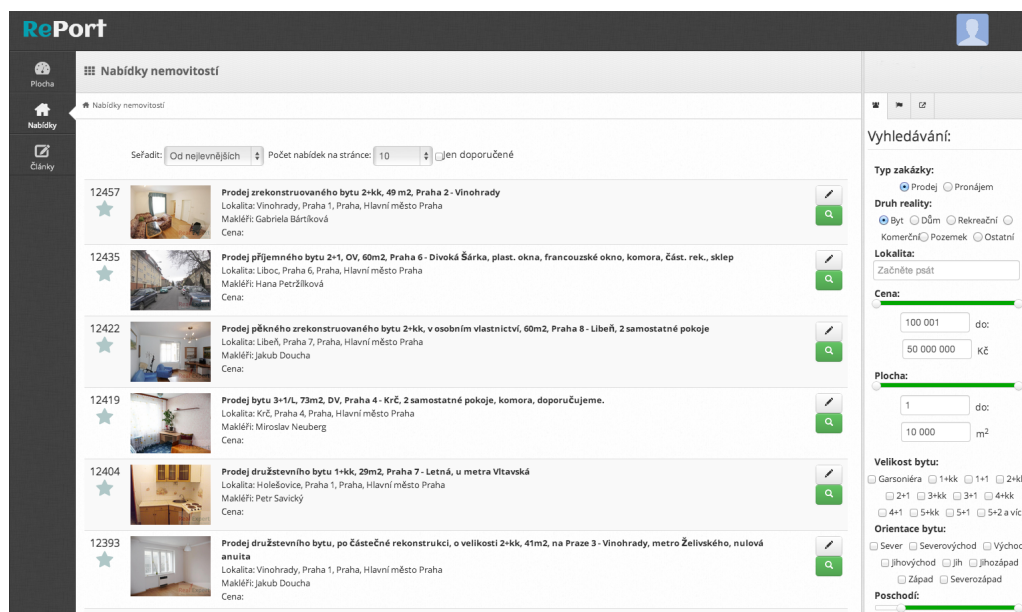 RePort
Plocha
Nabídky
Články
Nabídky nemovitostí
Nabídky nemovitostí
Seřadit: Od nejlevnějších Počet nabídek na stránce: 10 Jen doporučené
12457
Prodej zrekonstruovaného bytu 2+kk, 49 m2, Praha 2 - Vinohrady
Lokalita: Vinohrady, Praha 1, Praha, Hlavní město Praha
Makléři: Gabriela Bártíková
Cena:
12435
Prodej příjemného bytu 2+1, OV, 60m2, Praha 6 - Divoká Šárka, plast. okna, francouzské okno, komora, část. rek., sklep
Lokalita: Liboc, Praha 6, Praha, Hlavní město Praha
Makléři: Hana Petržílková
Cena:
12422
Prodej pěkného zrekonstruovaného bytu 2+kk, v osobním vlastnictví, 60m2, Praha 8 - Libeň, 2 samostatné pokoje
Lokalita: Libeň, Praha 7, Praha, Hlavní město Praha
Makléři: Jakub Doucha
Cena:
12419
Prodej bytu 3+1/L, 73m2, DV, Praha 4 - Krč, 2 samostatné pokoje, komora, doporučujeme.
Lokalita: Krč, Praha 4, Praha, Hlavní město Praha
Makléři: Miroslav Neuberg
Cena:
12404
Prodej družstevního bytu 1+kk, 29m2, Praha 7 - Letná, u metra Vltavská
Lokalita: Holešovice, Praha 1, Praha, Hlavní město Praha
Makléři: Petr Savický
Cena:
12393
Prodej družstevního bytu, po částečné rekonstrukci, o velikosti 2+kk, 41m2, na Praze 3 - Vinohrady, metro Želivského, nulová
anuita
Lokalita: Vinohrady, Praha 1, Praha, Hlavní město Praha
Makléři: Jakub Doucha
Cena:
Vyhledávání:
Typ zakázky:
Prodej Pronájem
Druh reality:
Byt Dům Rekreační
Komerční Pozemek Ostatní
Lokalita:
Začněte psát
Cena:
100 001 do:
50 000 000 Kč
Plocha:
1 do:
10 000 m²
Velikost bytu:
Garsoniéra 1+kk 1+1 2+kk
2+1 3+kk 3+1 4+kk
4+1 5+kk 5+1 5+2 a víc
Orientace bytu:
Sever Severovýchod Východ
Jihovýchod Jih Jihozápad
Západ Severozápad
Poschodí: